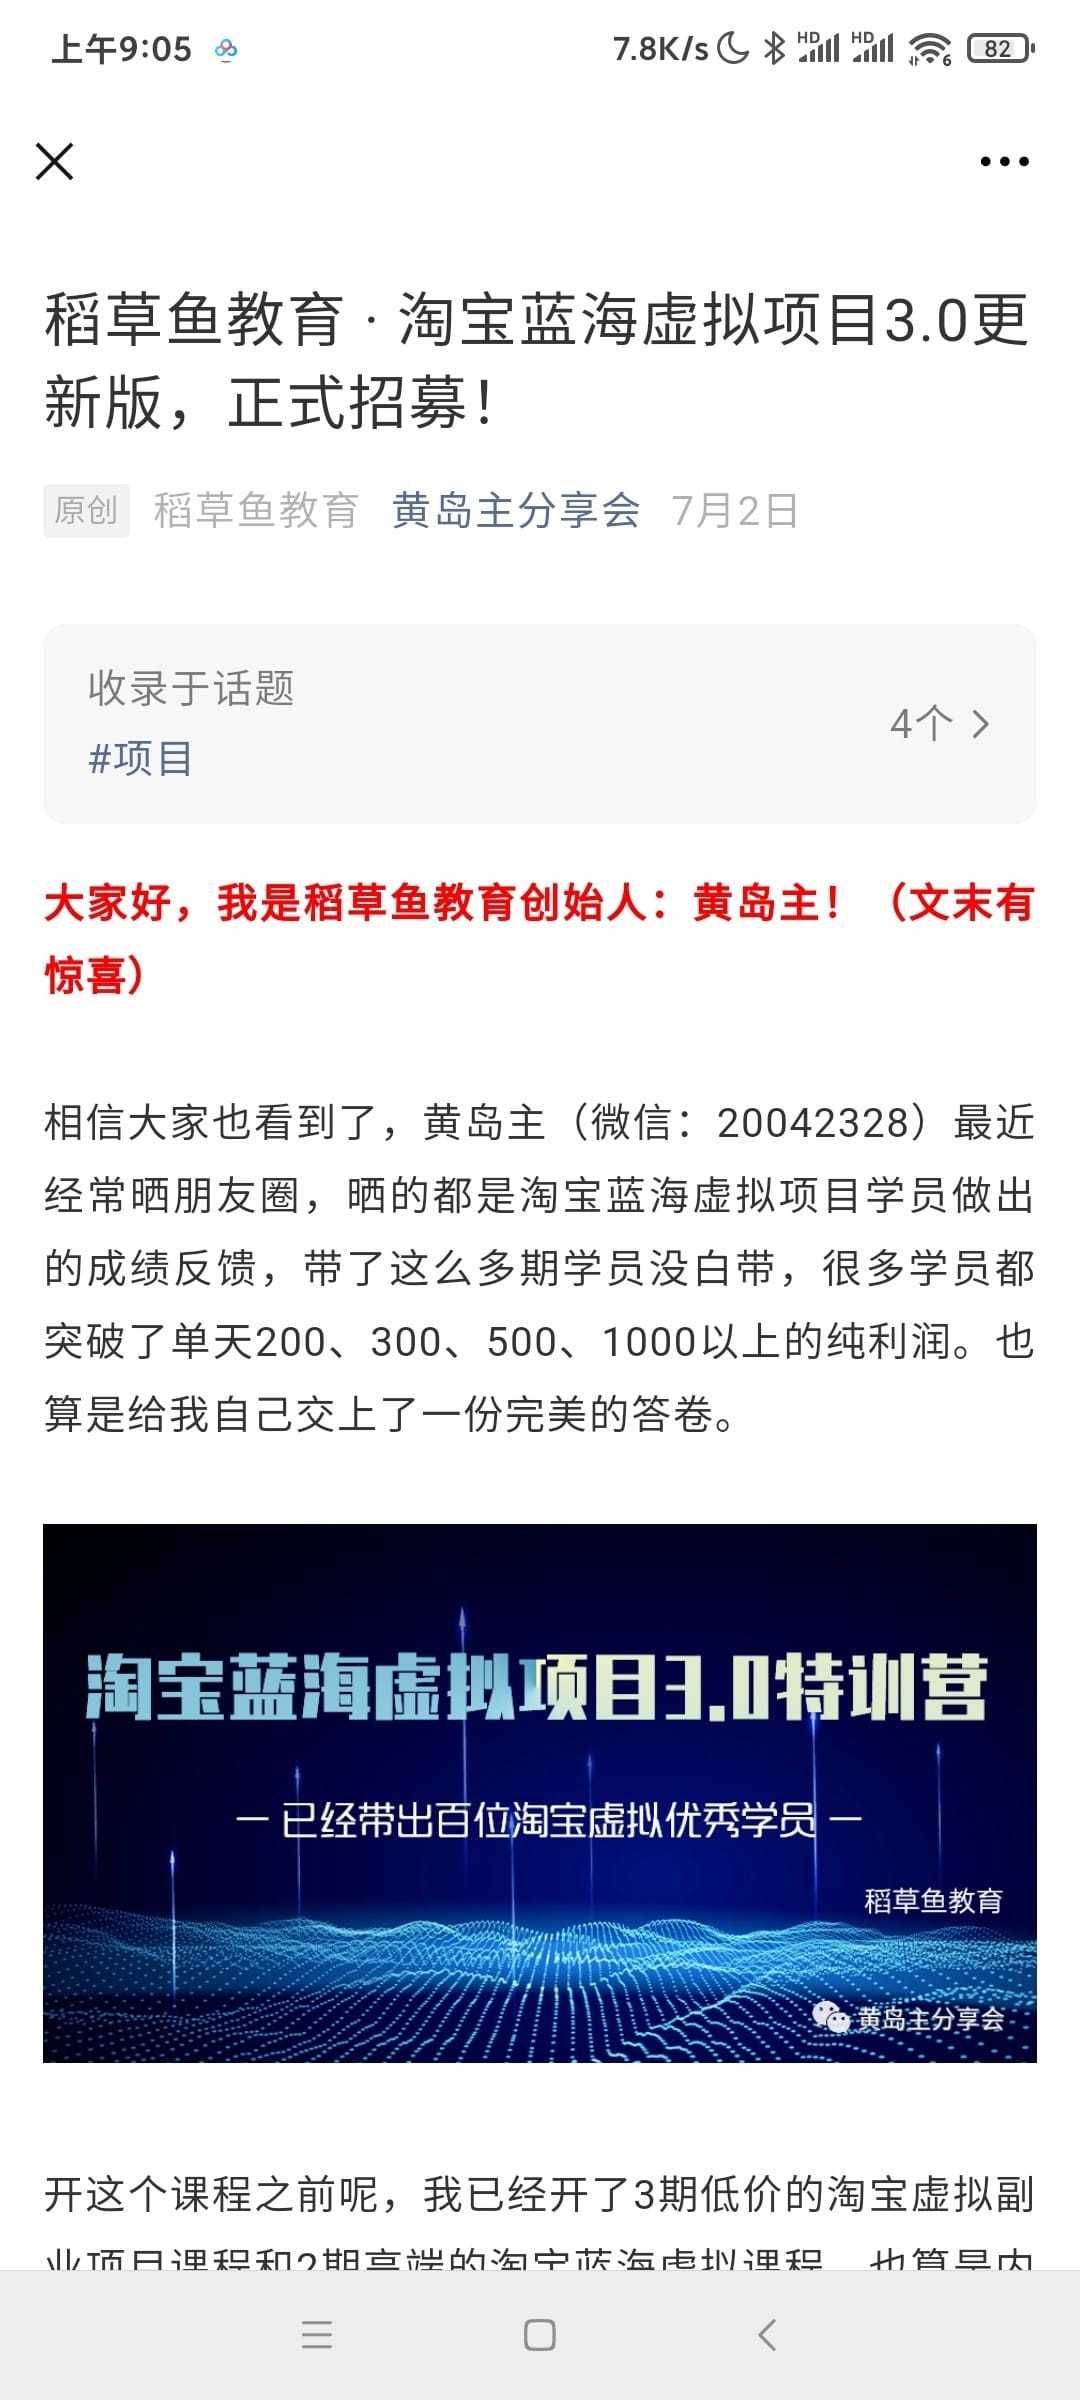 上午9:05
7.8K/s HD HD 6 82
稻草鱼教育 · 淘宝蓝海虚拟项目3.0更
新版，正式招募！
原创 稻草鱼教育 黄岛主分享会 7月2日
收录于话题
#项目
4个
大家好，我是稻草鱼教育创始人：黄岛主！（文末有
惊喜）
相信大家也看到了，黄岛主（微信：20042328）最近
经常晒朋友圈，晒的都是淘宝蓝海虚拟项目学员做出
的成绩反馈，带了这么多期学员没白带，很多学员都
突破了单天200、300、500、1000以上的纯利润。也
算是给我自己交上了一份完美的答卷。
淘宝蓝海虚拟项目3.0特训营
— 已经带出百位淘宝虚拟优秀学员 —
稻草鱼教育
黄岛主分享会
开这个课程之前呢，我已经开了3期低价的淘宝虚拟副
业项目课程和2期高端的淘宝蓝海虚拟课程，也算是内